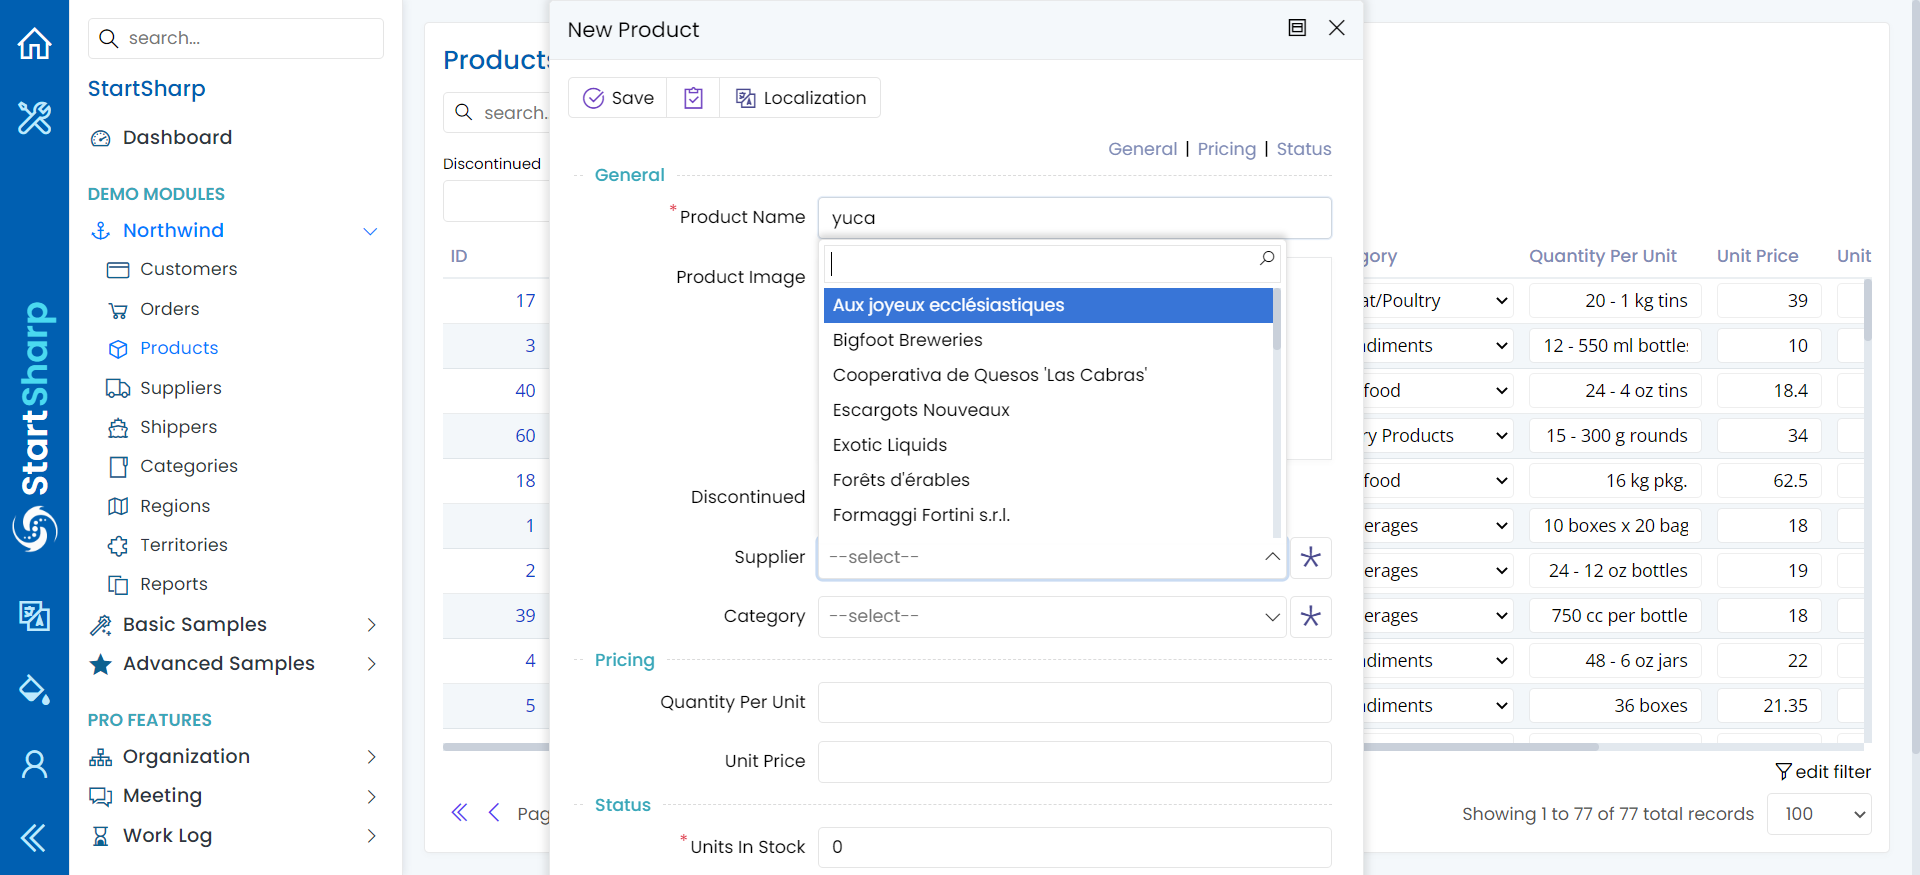 StartSharp
search...
StartSharp
Dashboard
DEMO MODULES
Northwind
Customers
Orders
Products
Suppliers
Shippers
Categories
Regions
Territories
Reports
Basic Samples
Advanced Samples
PRO FEATURES
Organization
Meeting
Work Log
Products
search..
Discontinued
ID
17
3
40
60
18
1
2
39
4
5
Pag
New Product
Save
Localization
General | Pricing | Status
General
*Product Name
yuca
Product Image
Aux joyeux ecclésiastiques
Bigfoot Breweries
Cooperativa de Quesos 'Las Cabras'
Escargots Nouveaux
Exotic Liquids
Forêts d'érables
Formaggi Fortini s.r.l.
Discontinued
Supplier
--select--
Category
--select--
Pricing
Quantity Per Unit
Unit Price
Status
*Units In Stock
0
gory Quantity Per Unit Unit Price Unit
at/Poultry 20 - 1 kg tins 39
diments 12 - 550 ml bottles 10
food 24 - 4 oz tins 18.4
ry Products 15 - 300 g rounds 34
food 16 kg pkg. 62.5
erages 10 boxes x 20 bag 18
erages 24 - 12 oz bottles 19
erages 750 cc per bottle 18
diments 48 - 6 oz jars 22
diments 36 boxes 21.35
edit filter
Showing 1 to 77 of 77 total records 100